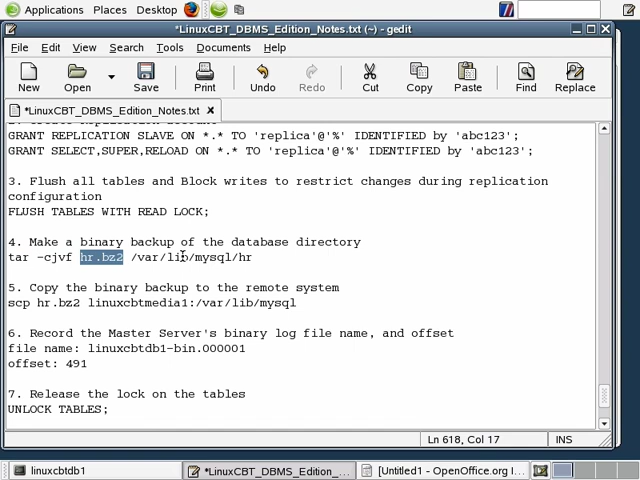 Applications Places Desktop
*LinuxCBT_DBMS_Edition_Notes.txt (~) - gedit
File Edit View Search Tools Documents Help
New Open Save Print Undo Redo Cut Copy Paste Find Replace
*LinuxCBT_DBMS_Edition_Notes.txt x
GRANT REPLICATION SLAVE ON *.* TO 'replica'@'%' IDENTIFIED by 'abc123';
GRANT SELECT,SUPER,RELOAD ON *.* TO 'replica'@'%' IDENTIFIED by 'abc123';
3. Flush all tables and Block writes to restrict changes during replication
configuration
FLUSH TABLES WITH READ LOCK;
4. Make a binary backup of the database directory
tar -cjvf hr.bz2 /var/lib/mysql/hr
5. Copy the binary backup to the remote system
scp hr.bz2 linuxcbtmedia1:/var/lib/mysql
6. Record the Master Server's binary log file name, and offset
file name: linuxcbtdb1-bin.000001
offset: 491
7. Release the lock on the tables
UNLOCK TABLES;
Ln 618, Col 17 INS
linuxcbtdb1 *LinuxCBT_DBMS_Edition_... [Untitled1 - OpenOffice.org I...